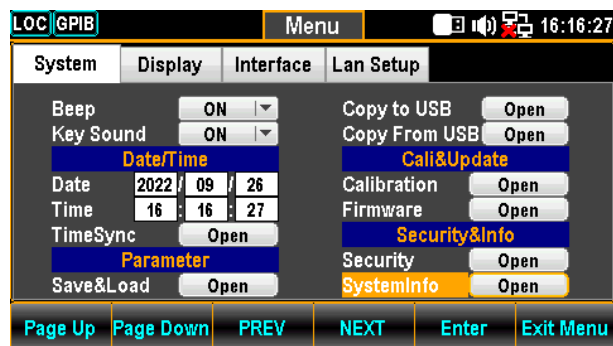 LOC GPIB Menu 16:16:27
System Display Interface Lan Setup
Beep ON
Key Sound ON
Date/Time
Date 2022 / 09 / 26
Time 16 : 16 : 27
TimeSync Open
Parameter
Save&Load Open
Copy to USB Open
Copy From USB Open
Cali&Update
Calibration Open
Firmware Open
Security&Info
Security Open
SystemInfo Open
Page Up Page Down PREV NEXT Enter Exit Menu